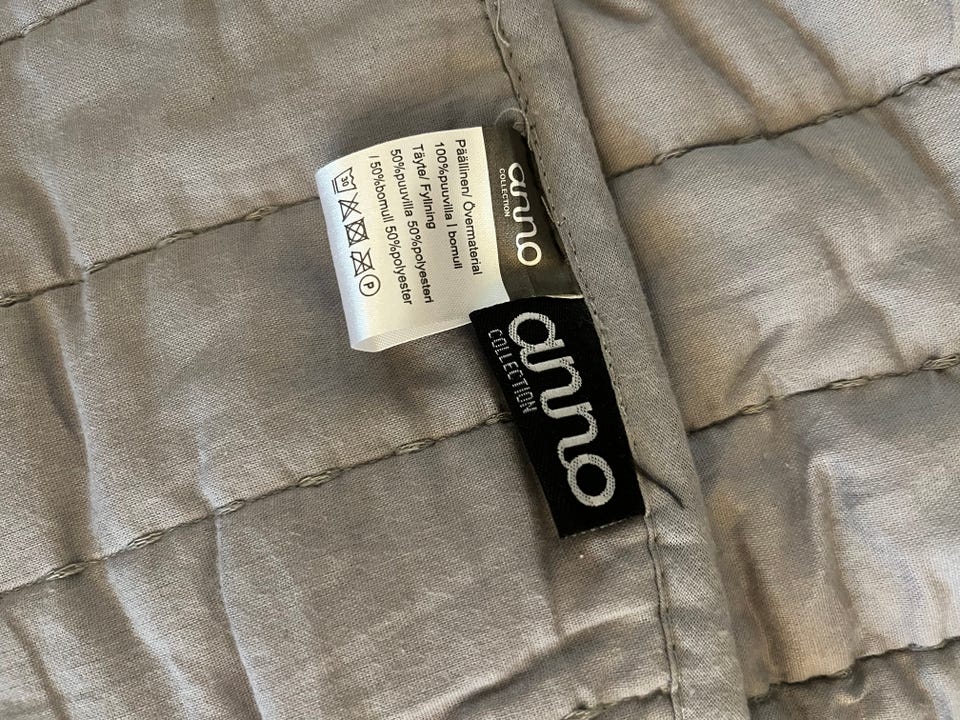 anno
COLLECTION
Päällinen/ Övermaterial
100%puuvilla I bomull
Täyte/ Fyllning
50%puuvilla 50%polyesteri
/ 50%bomull 50%polyester
30
P
anno
COLLECTION